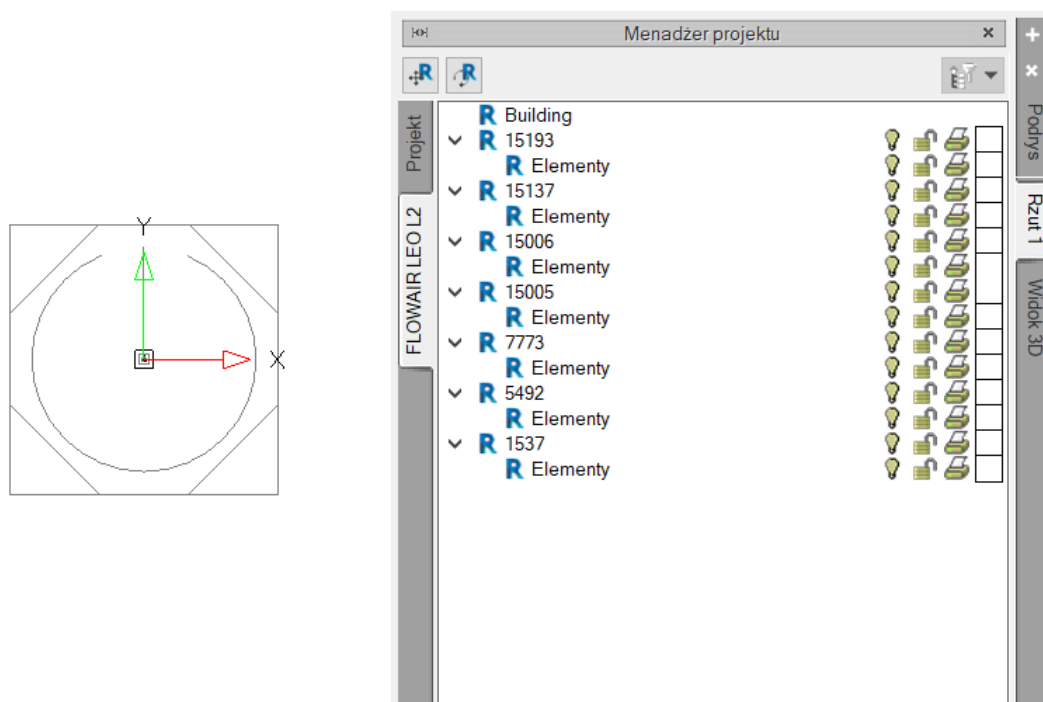 Menadżer projektu
R
R
Projekt
FLOWAIR LEO L2
R Building
R 15193
R Elementy
R 15137
R Elementy
R 15006
R Elementy
R 15005
R Elementy
R 7773
R Elementy
R 5492
R Elementy
R 1537
R Elementy
Podrys
Rzut 1
Widok 3D
Y
X